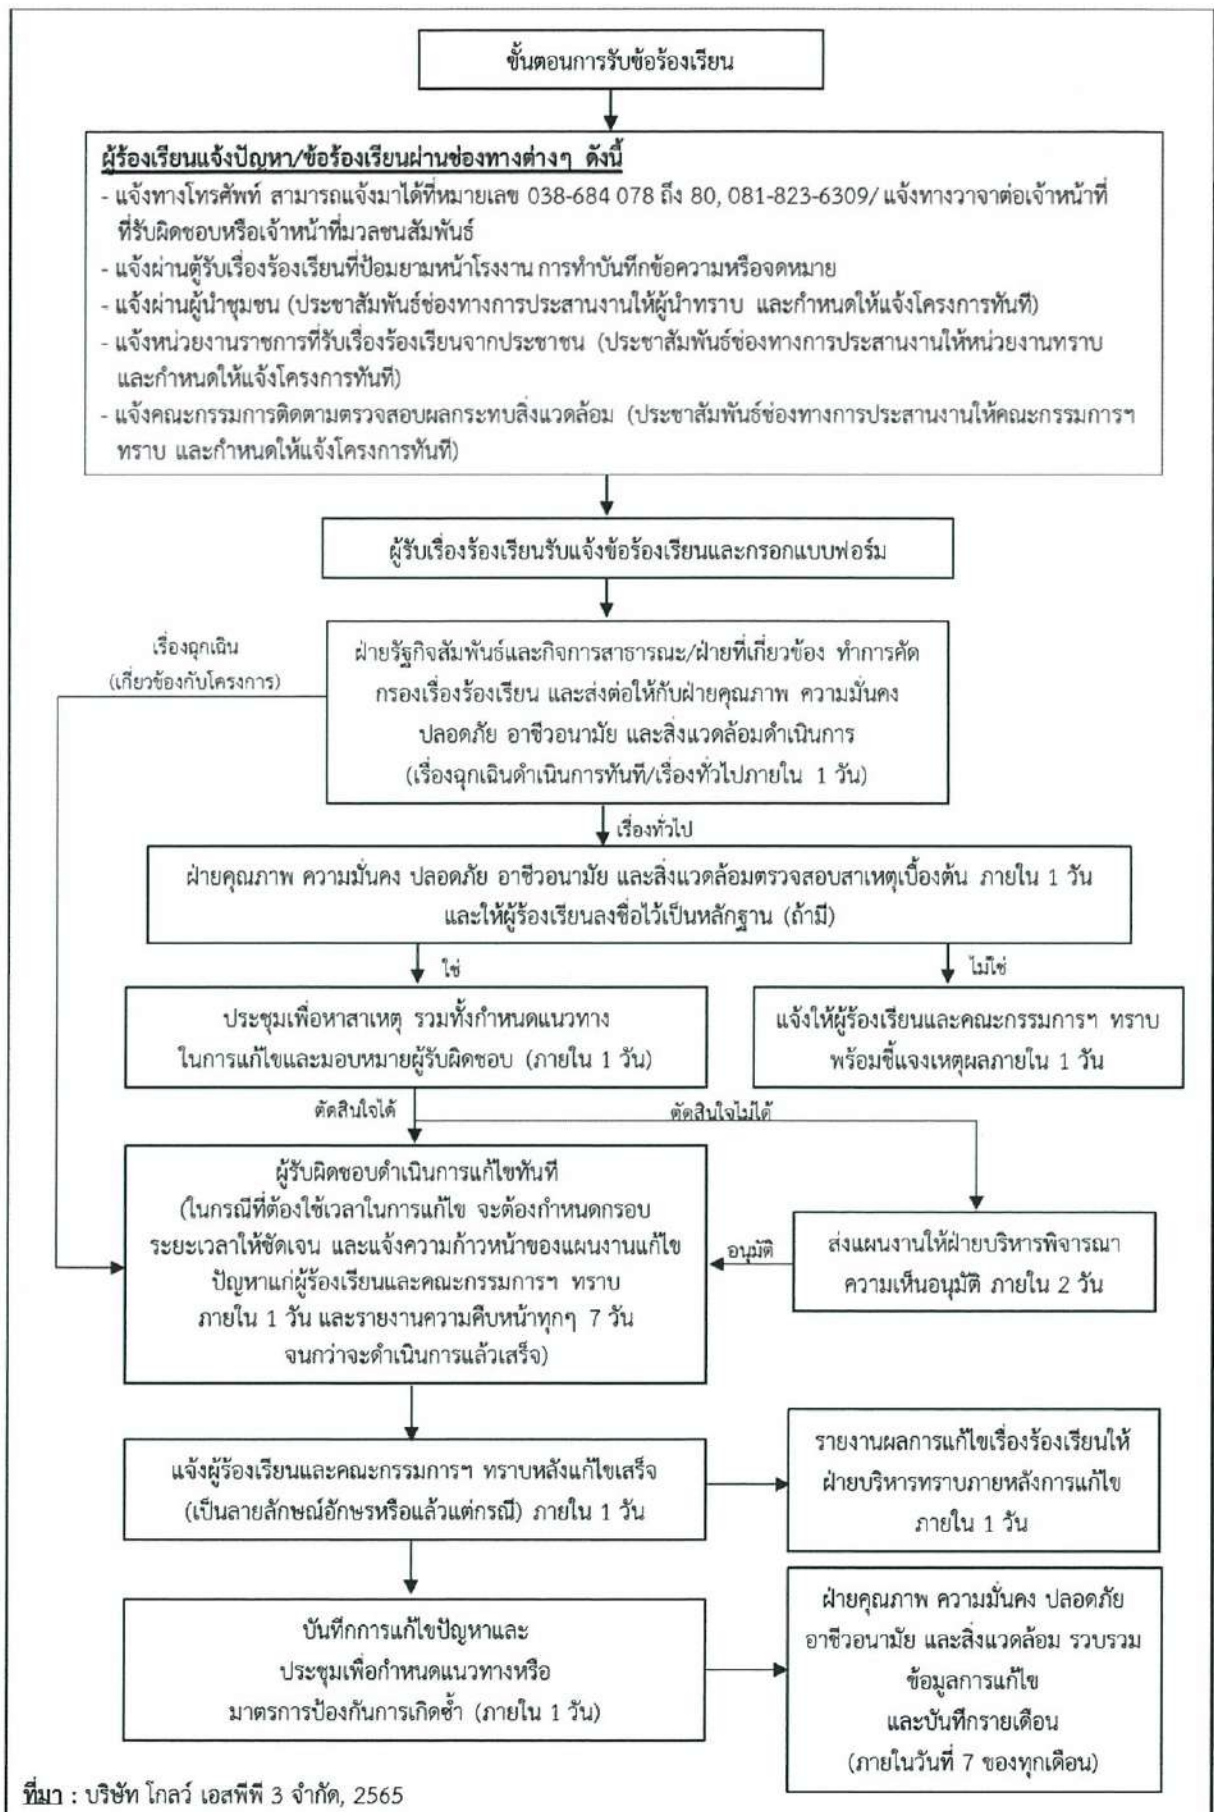 ขั้นตอนการรับข้อร้องเรียน
ผู้ร้องเรียนแจ้งปัญหา/ข้อร้องเรียนผ่านช่องทางต่างๆ ดังนี้
- แจ้งทางโทรศัพท์ สามารถแจ้งมาได้ที่หมายเลข 038-684 078 ถึง 80, 081-823-6309/ แจ้งทางวาจาต่อเจ้าหน้าที่
ที่รับผิดชอบหรือเจ้าหน้าที่มวลชนสัมพันธ์
- แจ้งผ่านตู้รับเรื่องร้องเรียนที่ป้อมยามหน้าโรงงาน การทำบันทึกข้อความหรือจดหมาย
- แจ้งผ่านผู้นำชุมชน (ประชาสัมพันธ์ช่องทางการประสานงานให้ผู้นำทราบ และกำหนดให้แจ้งโครงการทันที)
- แจ้งหน่วยงานราชการที่รับเรื่องร้องเรียนจากประชาชน (ประชาสัมพันธ์ช่องทางการประสานงานให้หน่วยงานทราบ
และกำหนดให้แจ้งโครงการทันที)
- แจ้งคณะกรรมการติดตามตรวจสอบผลกระทบสิ่งแวดล้อม (ประชาสัมพันธ์ช่องทางการประสานงานให้คณะกรรมการฯ
ทราบ และกำหนดให้แจ้งโครงการทันที)
ผู้รับเรื่องร้องเรียนรับแจ้งข้อร้องเรียนและกรอกแบบฟอร์ม
เรื่องฉุกเฉิน
(เกี่ยวข้องกับโครงการ)
ฝ่ายรัฐกิจสัมพันธ์และกิจการสาธารณะ/ฝ่ายที่เกี่ยวข้อง ทำการคัด
กรองเรื่องร้องเรียน และส่งต่อให้กับฝ่ายคุณภาพ ความมั่นคง
ปลอดภัย อาชีวอนามัย และสิ่งแวดล้อมดำเนินการ
(เรื่องฉุกเฉินดำเนินการทันที/เรื่องทั่วไปภายใน 1 วัน)
เรื่องทั่วไป
ฝ่ายคุณภาพ ความมั่นคง ปลอดภัย อาชีวอนามัย และสิ่งแวดล้อมตรวจสอบสาเหตุเบื้องต้น ภายใน 1 วัน
และให้ผู้ร้องเรียนลงชื่อไว้เป็นหลักฐาน (ถ้ามี)
ใช่
ไม่ใช่
ประชุมเพื่อหาสาเหตุ รวมทั้งกำหนดแนวทาง
ในการแก้ไขและมอบหมายผู้รับผิดชอบ (ภายใน 1 วัน)
แจ้งให้ผู้ร้องเรียนและคณะกรรมการฯ ทราบ
พร้อมชี้แจงเหตุผลภายใน 1 วัน
ตัดสินใจได้
ตัดสินใจไม่ได้
ผู้รับผิดชอบดำเนินการแก้ไขทันที
(ในกรณีที่ต้องใช้เวลาในการแก้ไข จะต้องกำหนดกรอบ
ระยะเวลาให้ชัดเจน และแจ้งความก้าวหน้าของแผนงานแก้ไข
ปัญหาแก่ผู้ร้องเรียนและคณะกรรมการฯ ทราบ
ภายใน 1 วัน และรายงานความคืบหน้าทุกๆ 7 วัน
จนกว่าจะดำเนินการแล้วเสร็จ)
อนุมัติ
ส่งแผนงานให้ฝ่ายบริหารพิจารณา
ความเห็นอนุมัติ ภายใน 2 วัน
แจ้งผู้ร้องเรียนและคณะกรรมการฯ ทราบหลังแก้ไขเสร็จ
(เป็นลายลักษณ์อักษรหรือแล้วแต่กรณี) ภายใน 1 วัน
รายงานผลการแก้ไขเรื่องร้องเรียนให้
ฝ่ายบริหารทราบภายหลังการแก้ไข
ภายใน 1 วัน
บันทึกการแก้ไขปัญหาและ
ประชุมเพื่อกำหนดแนวทางหรือ
มาตรการป้องกันการเกิดซ้ำ (ภายใน 1 วัน)
ฝ่ายคุณภาพ ความมั่นคง ปลอดภัย
อาชีวอนามัย และสิ่งแวดล้อม รวบรวม
ข้อมูลการแก้ไข
และบันทึกรายเดือน
(ภายในวันที่ 7 ของทุกเดือน)
ที่มา : บริษัท โกลว์ เอสพีพี 3 จำกัด, 2565